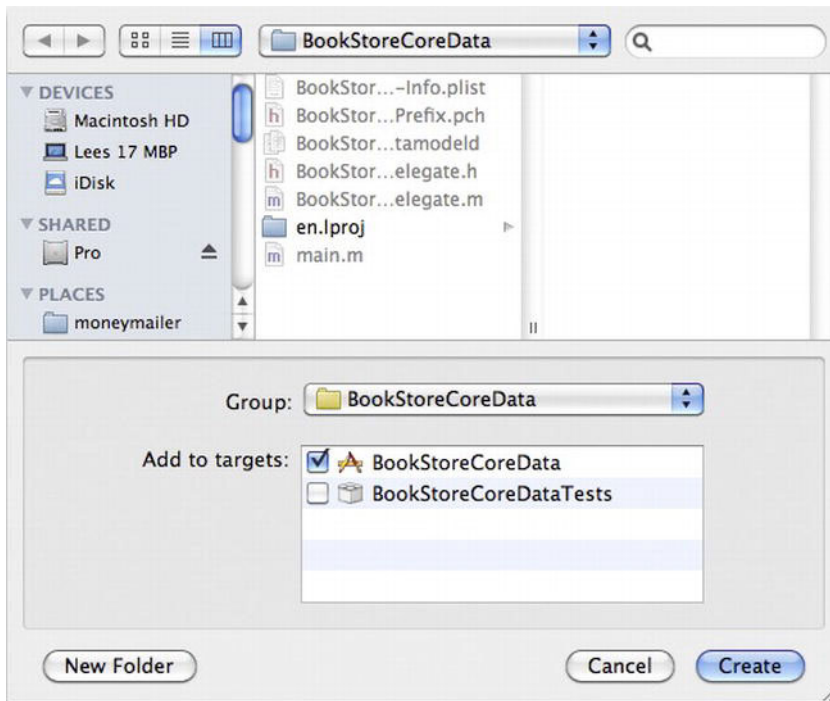 BookStoreCoreData
DEVICES
Macintosh HD
Lees 17 MBP
iDisk
SHARED
Pro
PLACES
moneymailer
BookStor...-Info.plist
BookStor...Prefix.pch
BookStor...tamodeld
BookStor...elegate.h
BookStor...elegate.m
en.lproj
main.m
Group: BookStoreCoreData
Add to targets: BookStoreCoreData
BookStoreCoreDataTests
New Folder Cancel Create